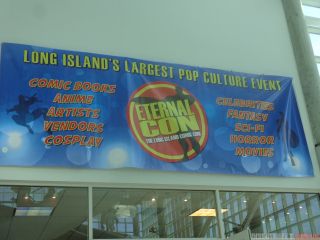 LONG ISLAND'S LARGEST POP CULTURE EVENT
COMIC BOOKS
ANIME
ARTISTS
VENDORS
COSPLAY
ETERNAL
CON
THE LONG ISLAND COMIC CON
CELEBRITIES
FANTASY
SCI-FI
HORROR
MOVIES